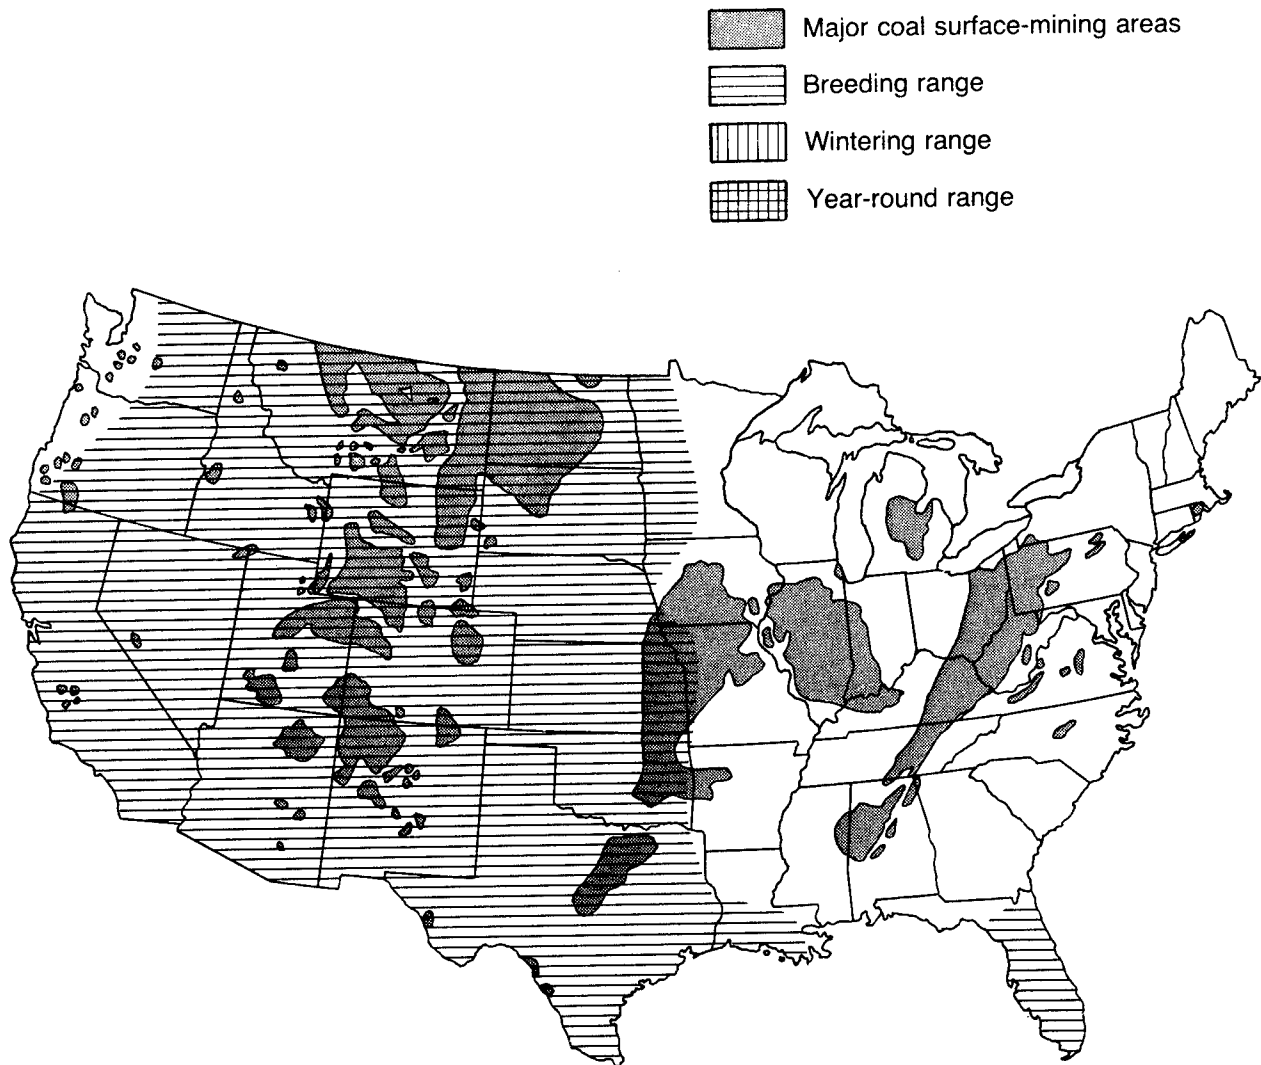 Major coal surface-mining areas
Breeding range
Wintering range
Year-round range